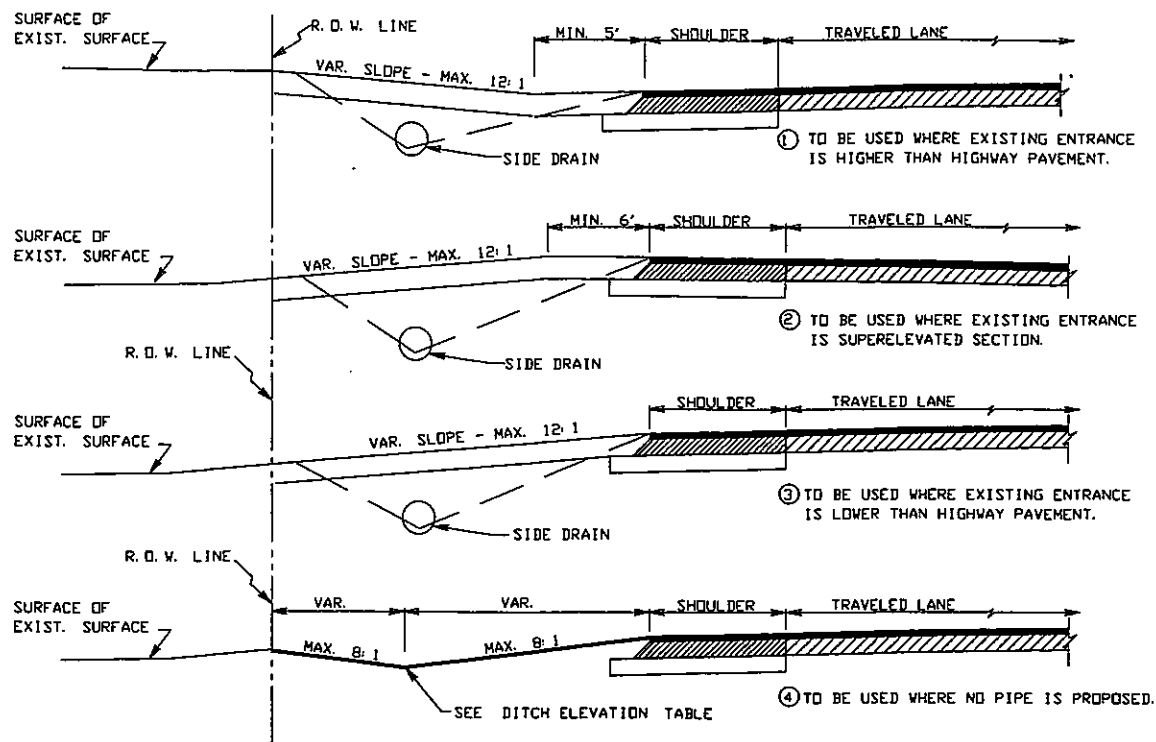 SURFACE OF
EXIST. SURFACE
R.O.W. LINE
MIN. 5'
SHOULDER
TRAVELED LANE
VAR. SLOPE - MAX. 12:1
SIDE DRAIN
① TO BE USED WHERE EXISTING ENTRANCE
IS HIGHER THAN HIGHWAY PAVEMENT.
SURFACE OF
EXIST. SURFACE
MIN. 6'
SHOULDER
TRAVELED LANE
VAR. SLOPE - MAX. 12:1
SIDE DRAIN
② TO BE USED WHERE EXISTING ENTRANCE
IS SUPERELEVATED SECTION.
R.O.W. LINE
SURFACE OF
EXIST. SURFACE
SHOULDER
TRAVELED LANE
VAR. SLOPE - MAX. 12:1
SIDE DRAIN
③ TO BE USED WHERE EXISTING ENTRANCE
IS LOWER THAN HIGHWAY PAVEMENT.
R.O.W. LINE
SURFACE OF
EXIST. SURFACE
VAR.
VAR.
SHOULDER
TRAVELED LANE
MAX. 8:1
MAX. 8:1
SEE DITCH ELEVATION TABLE
④ TO BE USED WHERE NO PIPE IS PROPOSED.